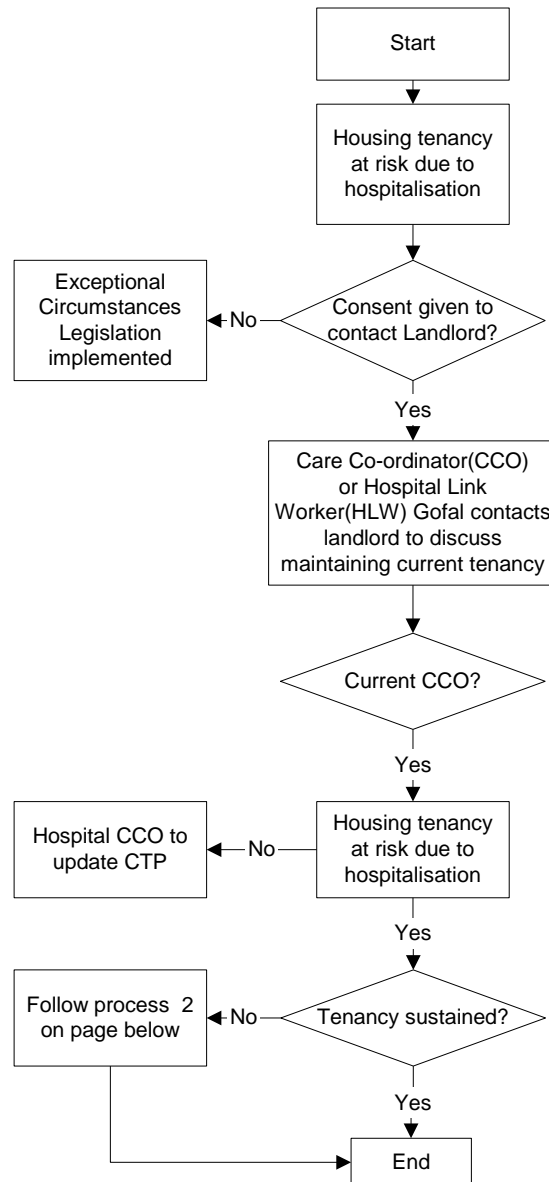 Start
Housing tenancy
at risk due to
hospitalisation
Consent given to
contact Landlord?
No
Exceptional
Circumstances
Legislation
implemented
Yes
Care Co-ordinator(CCO)
or Hospital Link
Worker(HLW) Gofal contacts
landlord to discuss
maintaining current tenancy
Current CCO?
Yes
Housing tenancy
at risk due to
hospitalisation
No
Hospital CCO to
update CTP
Yes
Tenancy sustained?
No
Follow process  2
on page below
Yes
End